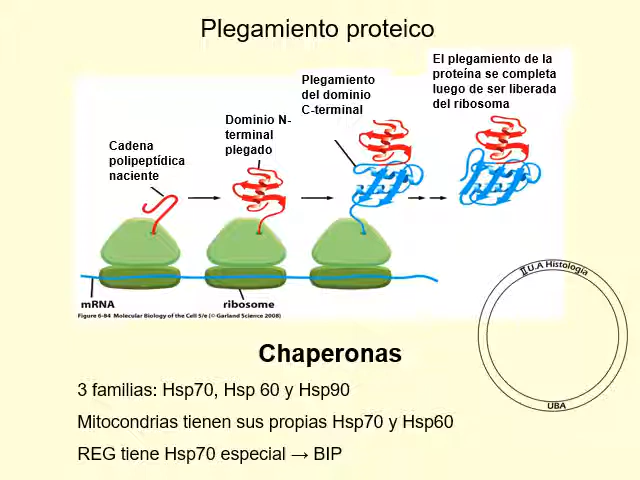 Plegamiento proteico
El plegamiento de la
proteína se completa
luego de ser liberada
del ribosoma
Plegamiento
del dominio
C-terminal
Dominio N-
terminal
plegado
Cadena
polipeptídica
naciente
mRNA
ribosome
Figure 6-84 Molecular Biology of the Cell 5/e (© Garland Science 2008)
II U.A Histología
UBA
Chaperonas
3 familias: Hsp70, Hsp 60 y Hsp90
Mitocondrias tienen sus propias Hsp70 y Hsp60
REG tiene Hsp70 especial → BIP